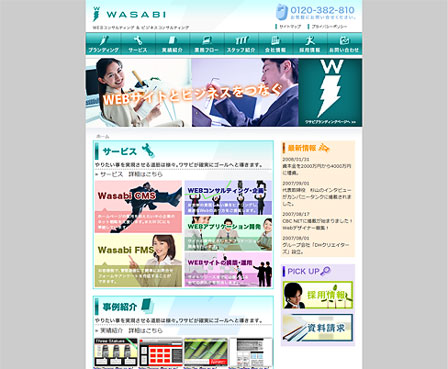 WASABI
WEBコンサルティング & ビジネスコンサルティング
0120-382-810
お気軽にお問い合せください。
サイトマップ
プライバシーポリシー
ブランディング
サービス
実績紹介
業務フロー
スタッフ紹介
会社情報
採用情報
お問い合わせ
WEBサイトとビジネスをつなぐ
W
ワサビブランディングページへ >>
ホーム
サービス
やりたい事を実現させる道筋は様々。ワサビが確実にゴールへと導きます。
サービス 詳細はこちら
Wasabi CMS
WEBコンサルティング・企画
WEBアプリケーション開発
Wasabi FMS
WEBサイトの構築・運用
事例紹介
やりたい事を実現させる道筋は様々。ワサビが確実にゴールへと導きます。
実績紹介 詳細はこちら
Three Statues
最新情報
2008/01/31
資本金を2000万円から4000万円に増資。
2007/09/01
代表取締役 杉山のインタビューがカンパニータンクに掲載されました。
2007/08/17
CBC NETに掲載が始まりました！Webデザイナー募集！
2007/08/01
グループ会社「DHクリエイターズ」設立。
PICK UP
採用情報
資料請求